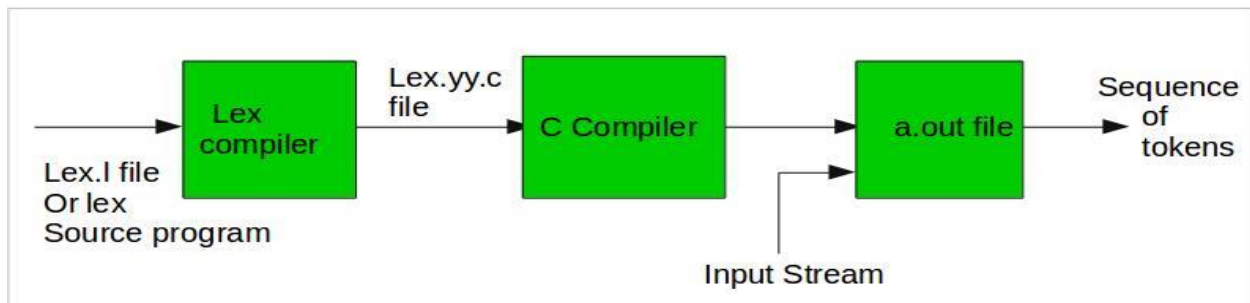 Lex.l file
Or lex
Source program
Lex
compiler
Lex.yy.c
file
C Compiler
a.out file
Input Stream
Sequence
of
tokens